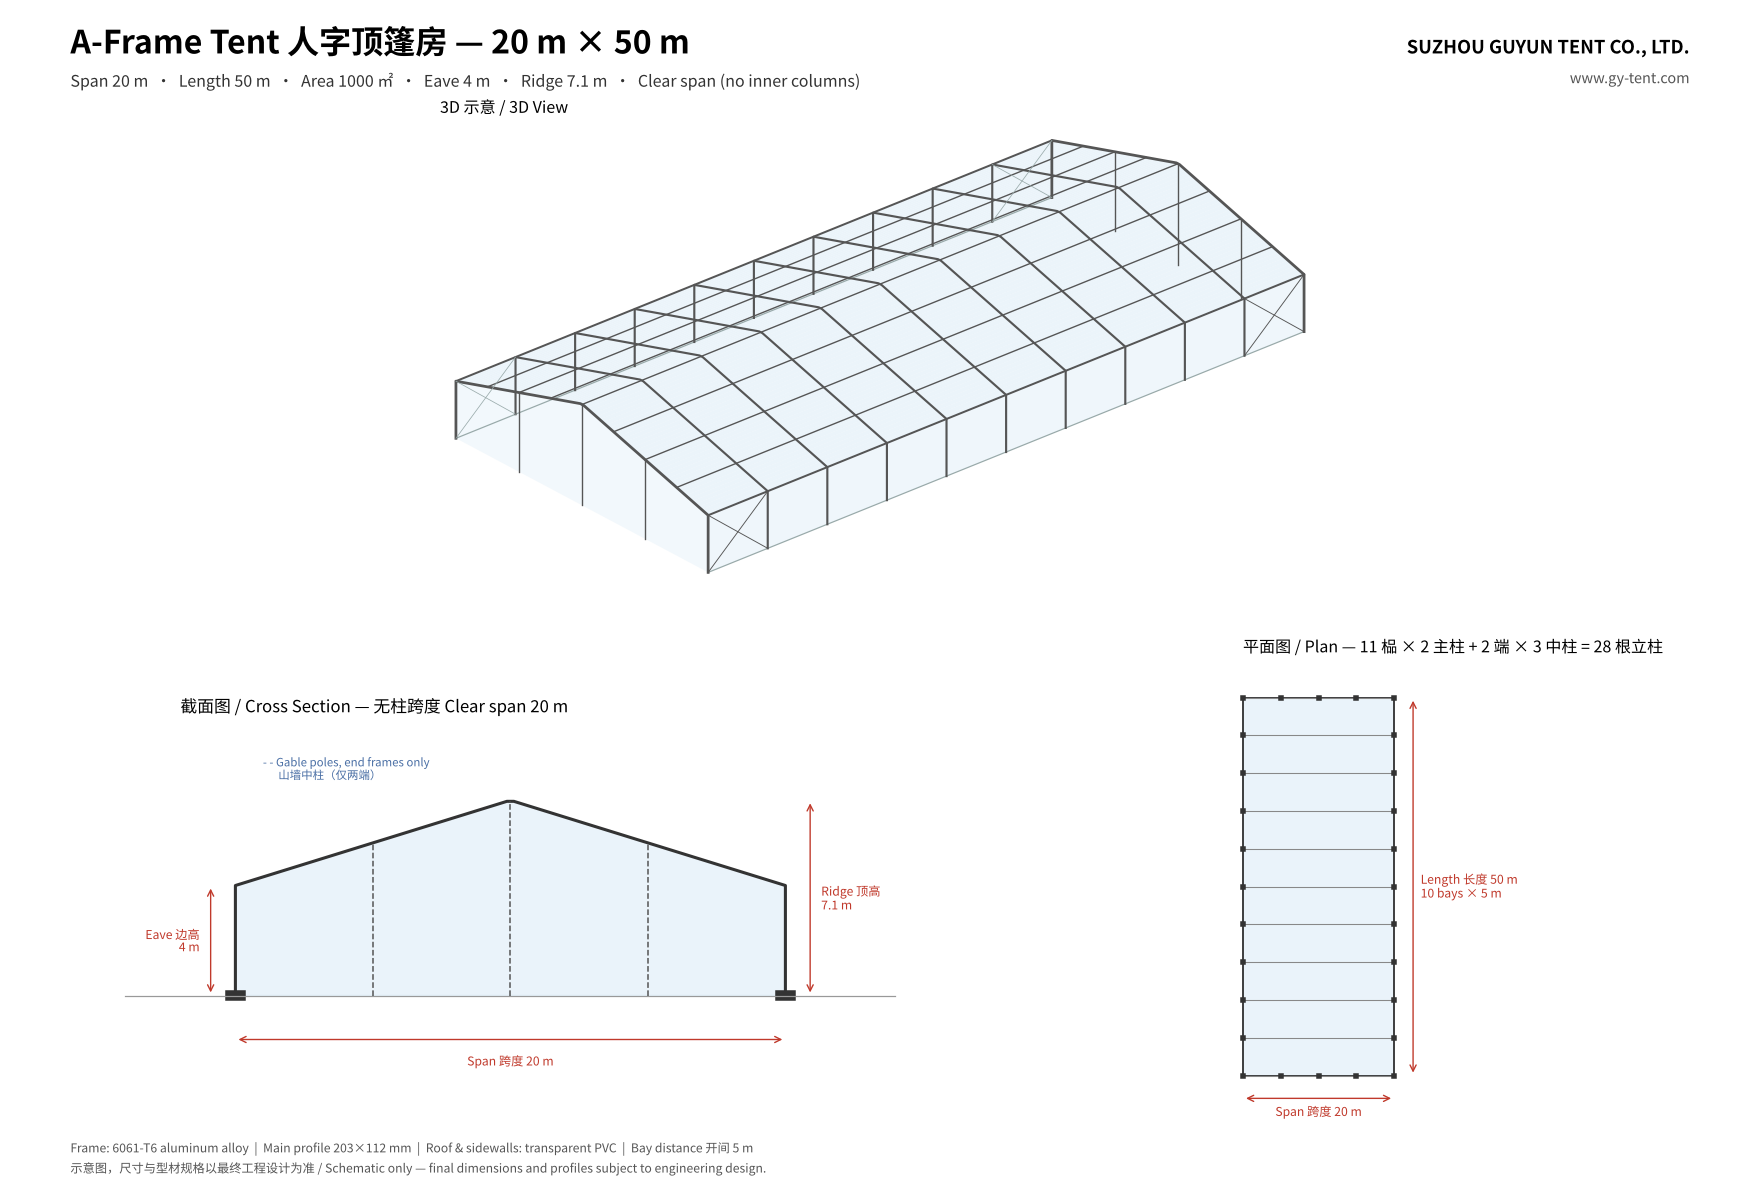 A-Frame Tent 人字顶篷房 — 20 m × 50 m
SUZHOU GUYUN TENT CO., LTD.
Span 20 m • Length 50 m • Area 1000 ㎡ • Eave 4 m • Ridge 7.1 m • Clear span (no inner columns)
www.gy-tent.com
3D 示意 / 3D View
平面图 / Plan — 11 榀 × 2 主柱 + 2 端 × 3 中柱 = 28 根立柱
截面图 / Cross Section — 无柱跨度 Clear span 20 m
- - Gable poles, end frames only
山墙中柱（仅两端）
Ridge 顶高
7.1 m
Eave 边高
4 m
Span 跨度 20 m
Length 长度 50 m
10 bays × 5 m
Span 跨度 20 m
Frame: 6061-T6 aluminum alloy | Main profile 203×112 mm | Roof & sidewalls: transparent PVC | Bay distance 开间 5 m
示意图，尺寸与型材规格以最终工程设计为准 / Schematic only — final dimensions and profiles subject to engineering design.